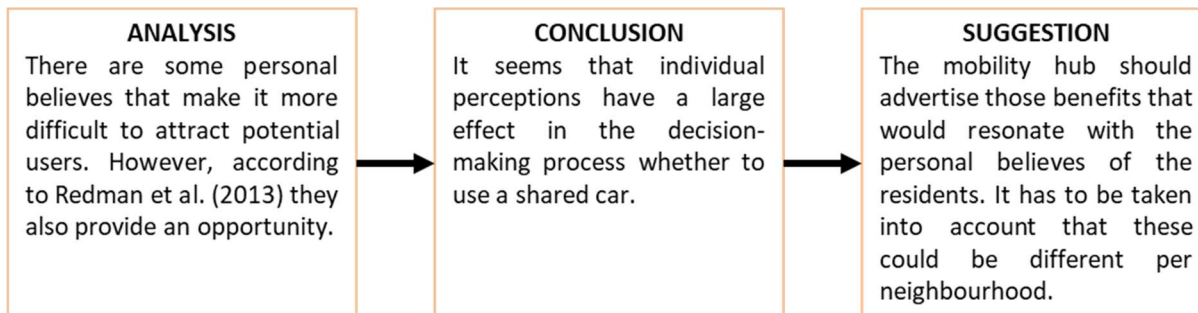 ANALYSIS
There are some personal
believes that make it more
difficult to attract potential
users. However, according
to Redman et al. (2013) they
also provide an opportunity.
CONCLUSION
It seems that individual
perceptions have a large
effect in the decision-
making process whether to
use a shared car.
SUGGESTION
The mobility hub should
advertise those benefits that
would resonate with the
personal believes of the
residents. It has to be taken
into account that these
could be different per
neighbourhood.